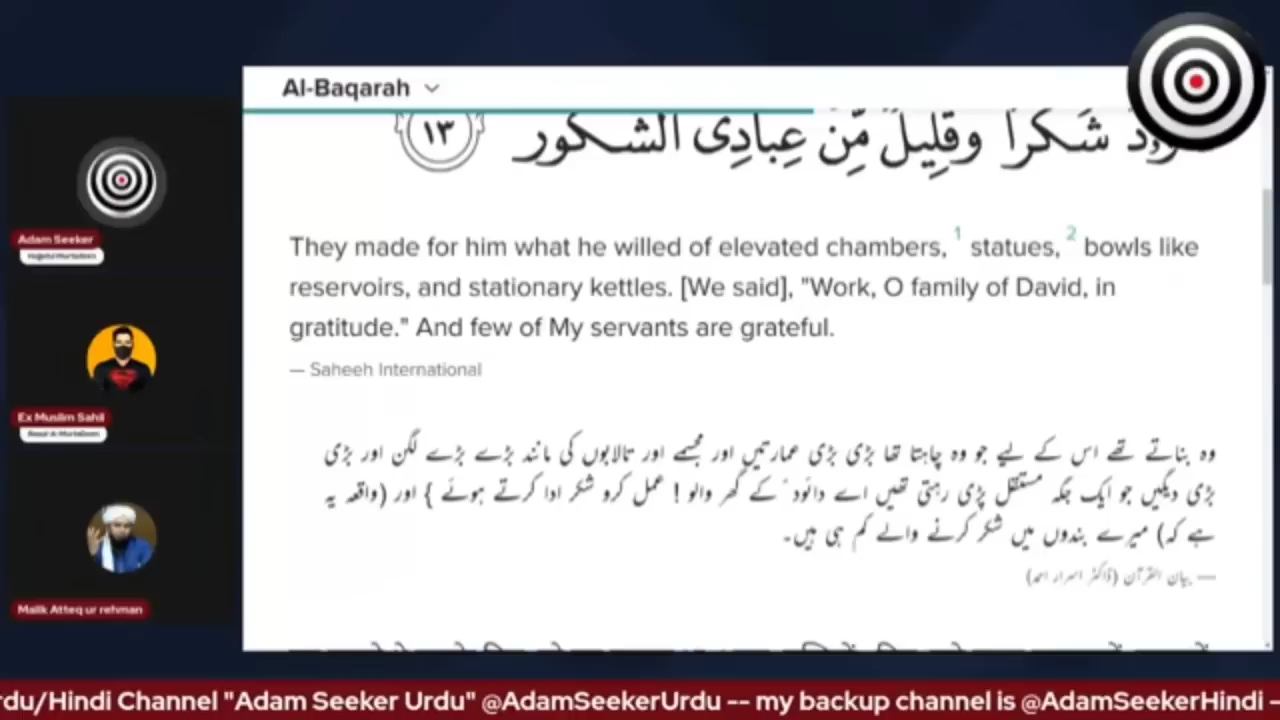 Al-Baqarah
شُكْرًا وَقَلِيلٌ مِّنْ عِبَادِيَ الشَّكُورُ ١٣
They made for him what he willed of elevated chambers, 1 statues, 2 bowls like
reservoirs, and stationary kettles. [We said], "Work, O family of David, in
gratitude." And few of My servants are grateful.
— Saheeh International
وہ بناتے تھے اس کے لیے جو وہ چاہتا تھا بڑی بڑی عمارتیں اور مجسمے اور تالابوں کی مانند بڑے بڑے لگن اور بڑی
بڑی دیگیں جو ایک جگہ مستقل پڑی رہتی تھیں اے دائود ؑ کے گھر والو ! عمل کرو شکر ادا کرتے ہوئے } اور (واقعہ یہ
ہے کہ) میرے بندوں میں شکر کرنے والے کم ہی ہیں۔
— بیان القرآن (ڈاکٹر اسرار احمد)
Adam Seeker
Ex Muslim Sahil
Malik Atteq ur rehman
rdu/Hindi Channel "Adam Seeker Urdu" @AdamSeekerUrdu -- my backup channel is @AdamSeekerHindi -